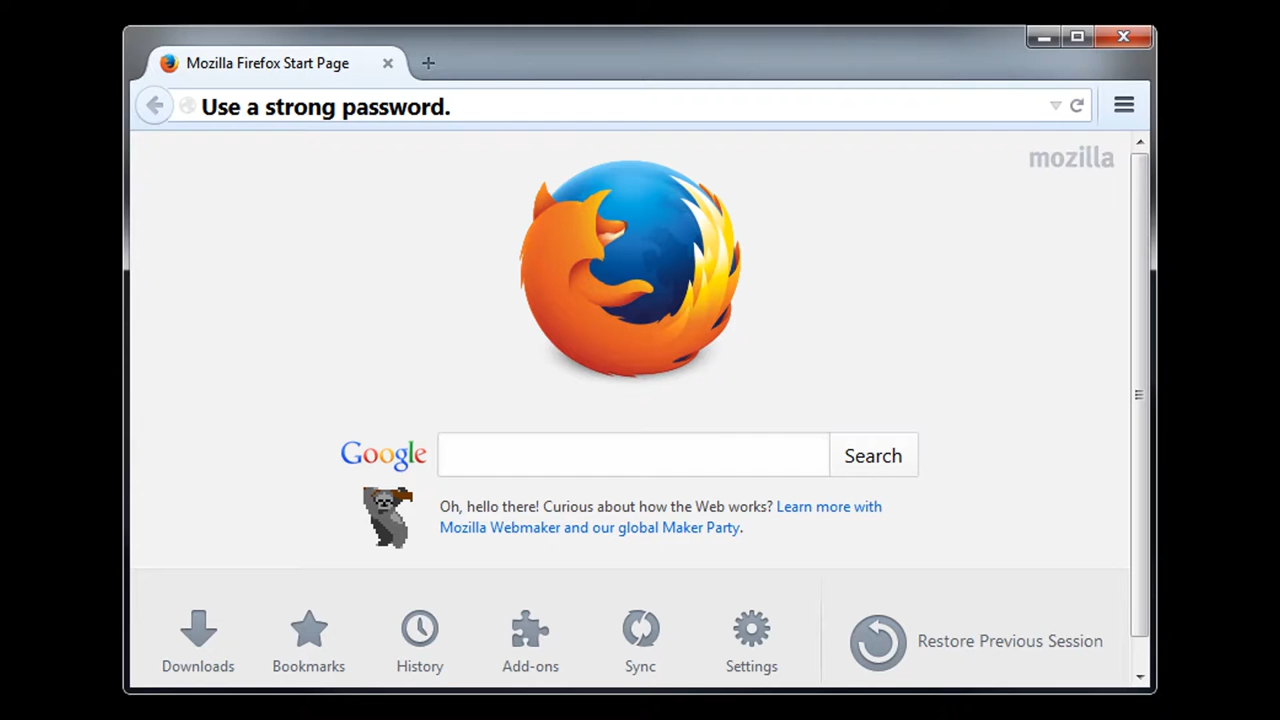 Mozilla Firefox Start Page
Use a strong password.
mozilla
Google
Search
Oh, hello there! Curious about how the Web works? Learn more with
Mozilla Webmaker and our global Maker Party.
Downloads
Bookmarks
History
Add-ons
Sync
Settings
Restore Previous Session